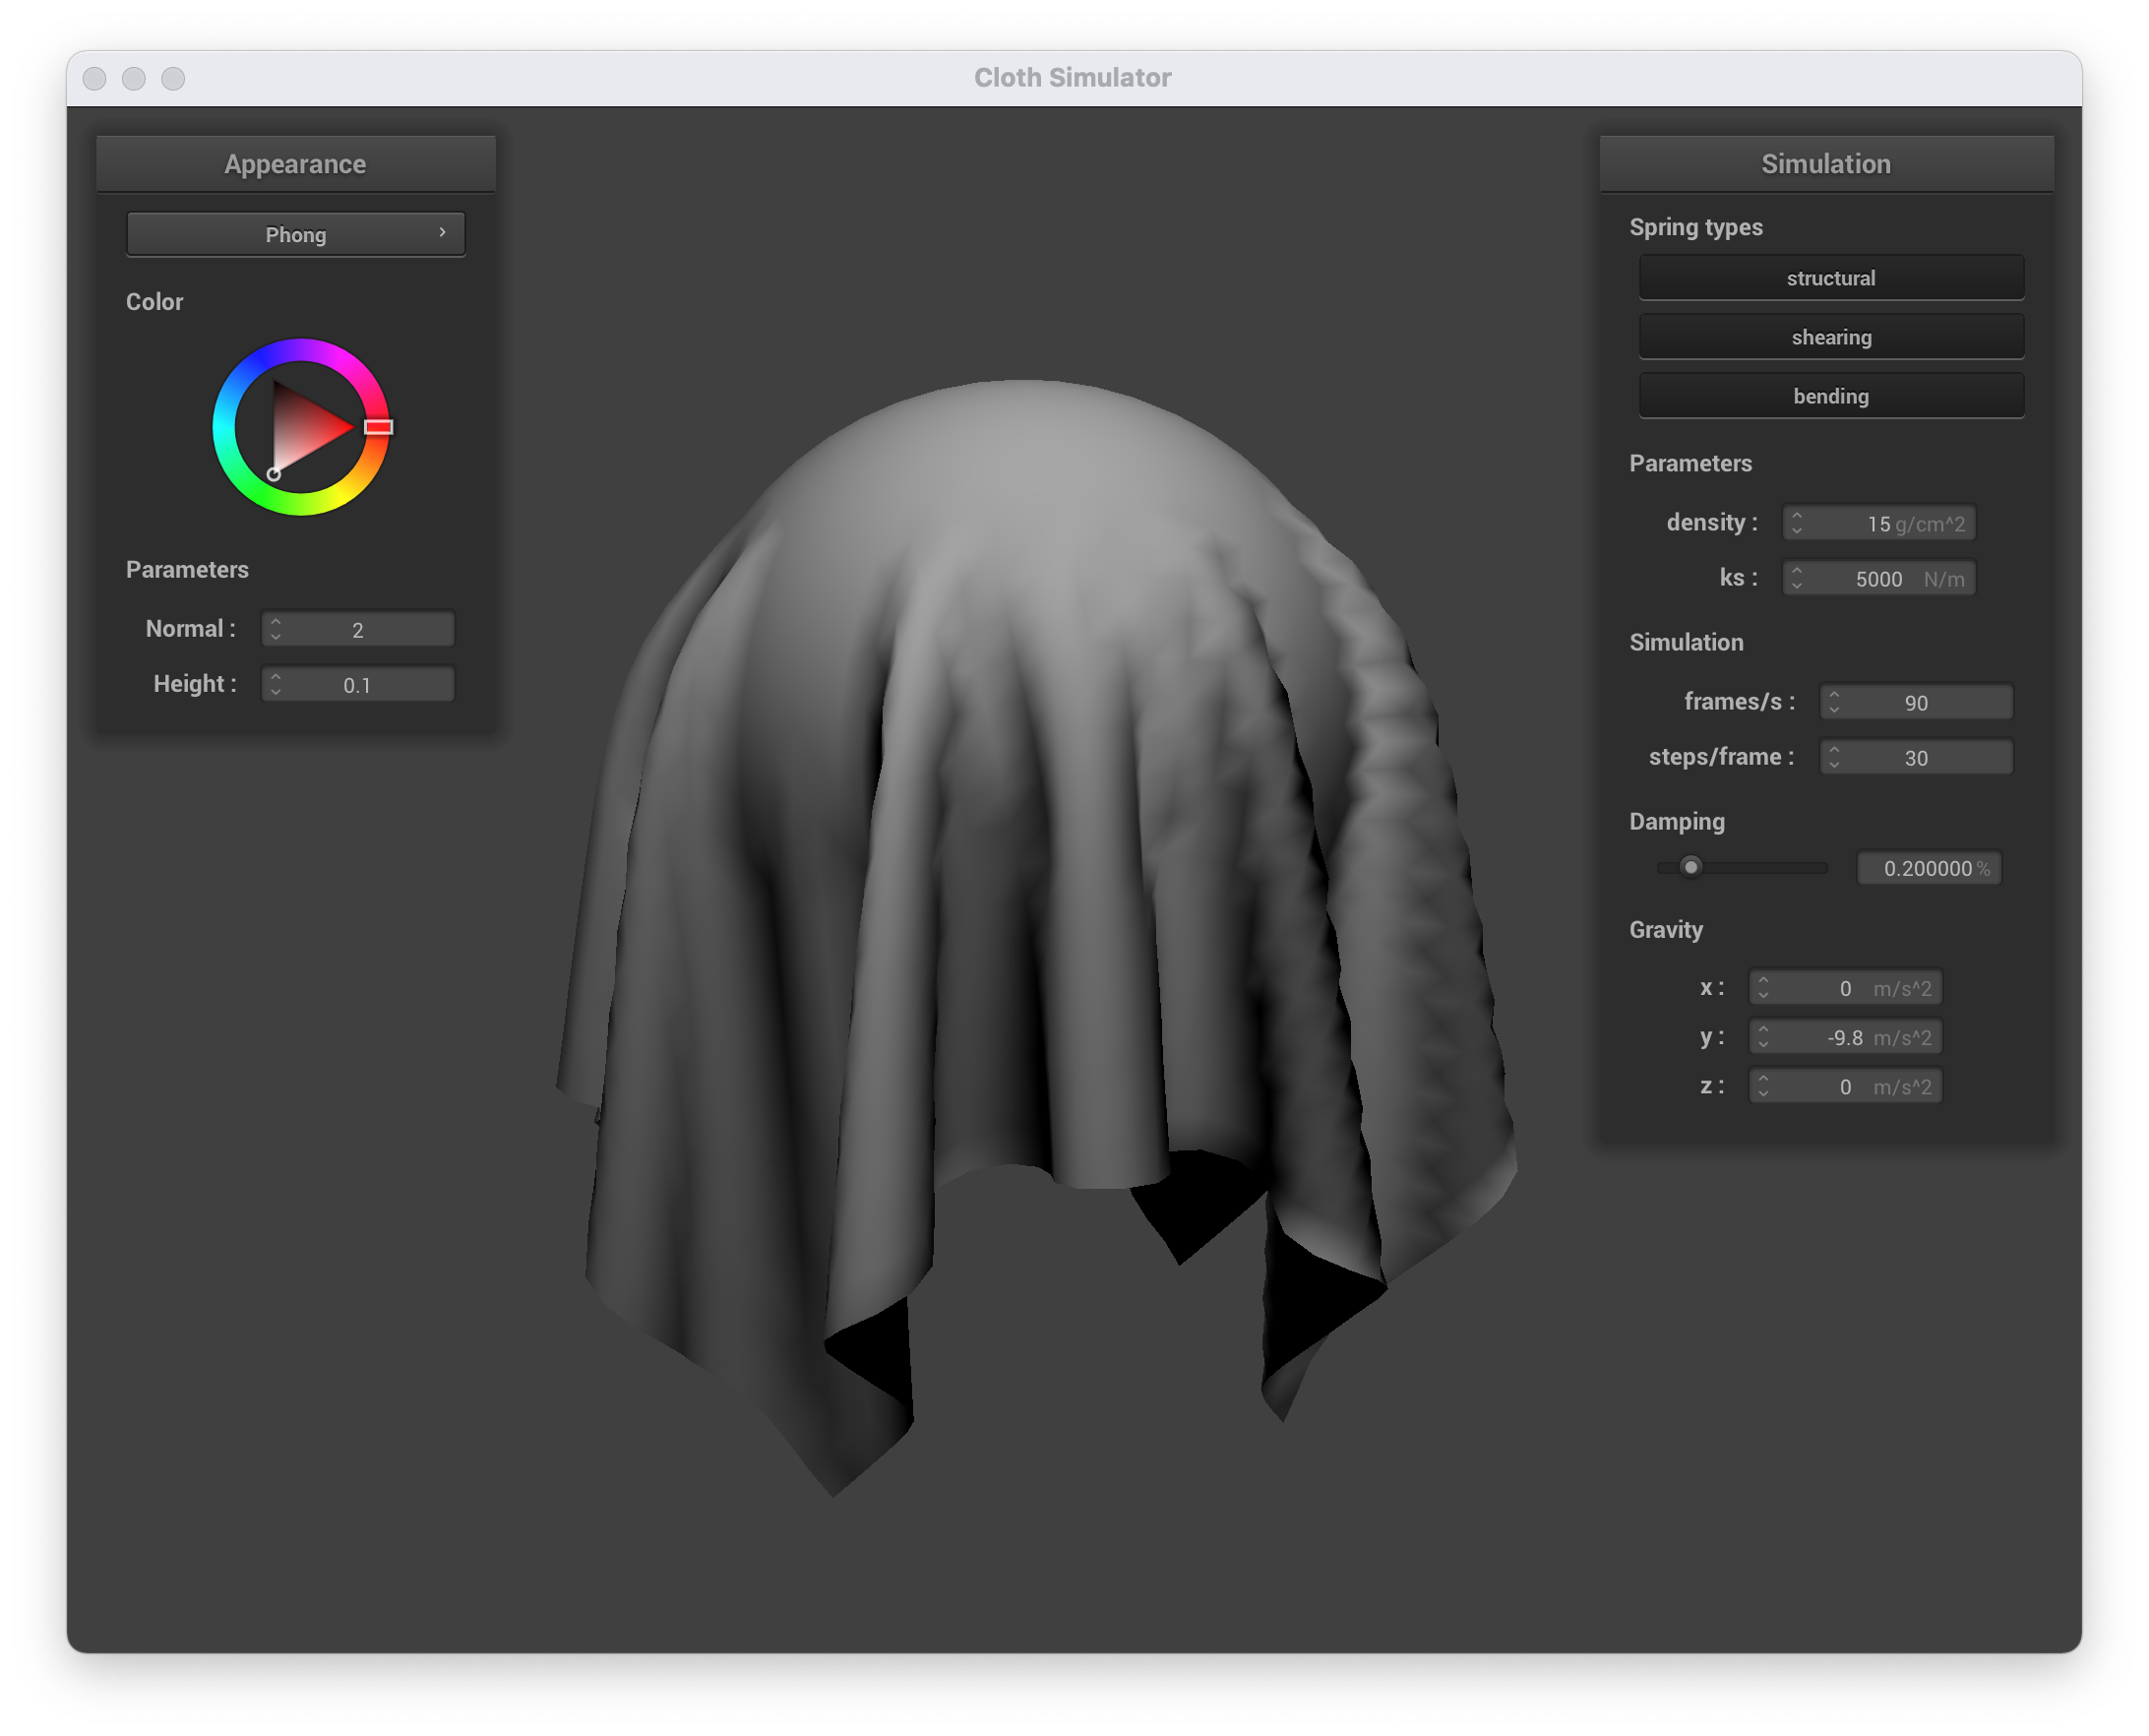 Cloth Simulator
Appearance
Phong
Color
Parameters
Normal : 2
Height : 0.1
Simulation
Spring types
structural
shearing
bending
Parameters
density : 15 g/cm^2
ks : 5000 N/m
Simulation
frames/s : 90
steps/frame : 30
Damping
0.200000 %
Gravity
x : 0 m/s^2
y : -9.8 m/s^2
z : 0 m/s^2